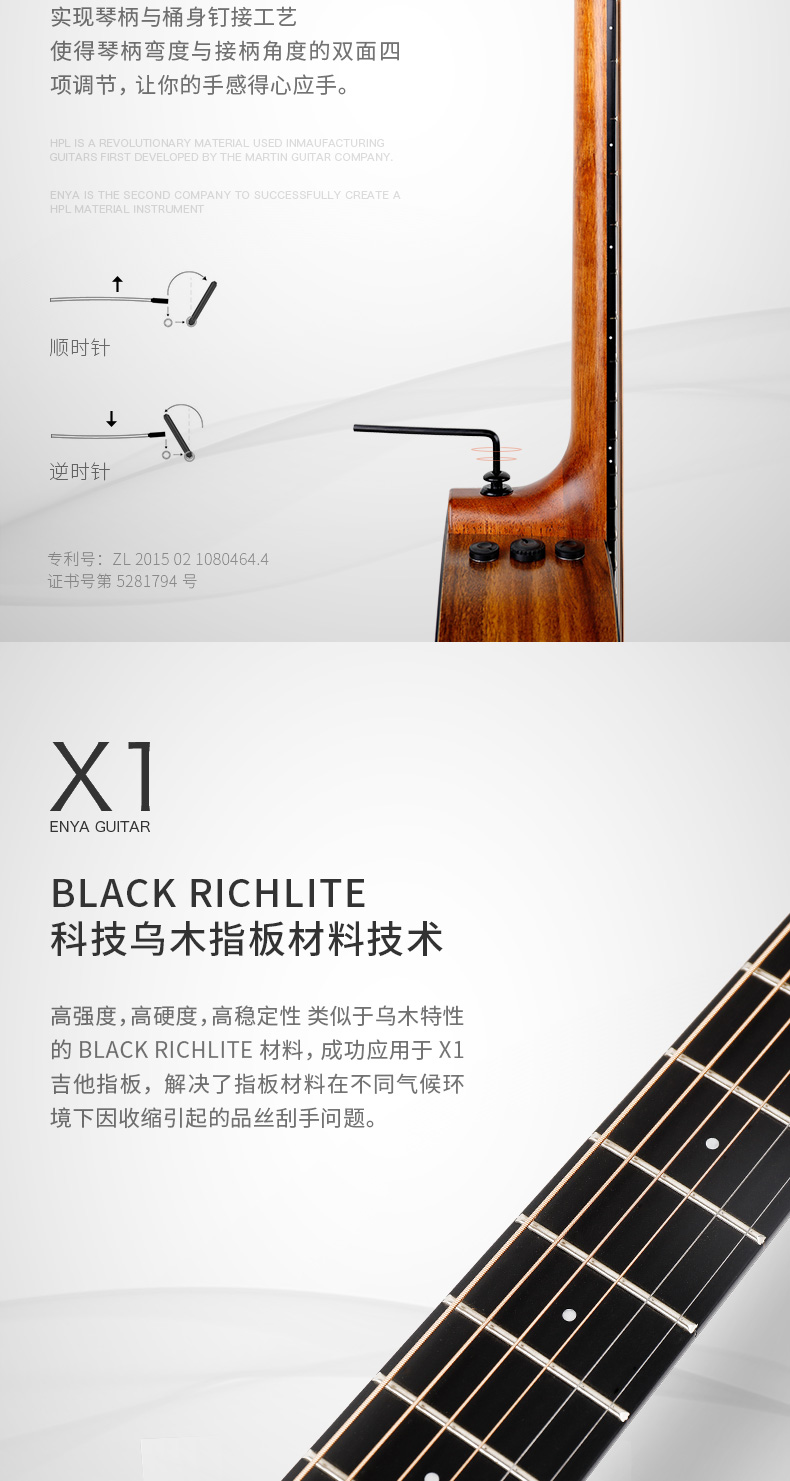 实现琴柄与桶身钉接工艺
使得琴柄弯度与接柄角度的双面四
项调节，让你的手感得心应手。
HPL IS A REVOLUTIONARY MATERIAL USED INMAUFACTURING
GUITARS FIRST DEVELOPED BY THE MARTIN GUITAR COMPANY.
ENYA IS THE SECOND COMPANY TO SUCCESSFULLY CREATE A
HPL MATERIAL INSTRUMENT
顺时针
逆时针
专利号：ZL 2015 02 1080464.4
证书号第 5281794 号
X1
ENYA GUITAR
BLACK RICHLITE
科技乌木指板材料技术
高强度，高硬度，高稳定性 类似于乌木特性
的 BLACK RICHLITE 材料，成功应用于 X1
吉他指板，解决了指板材料在不同气候环
境下因收缩引起的品丝刮手问题。